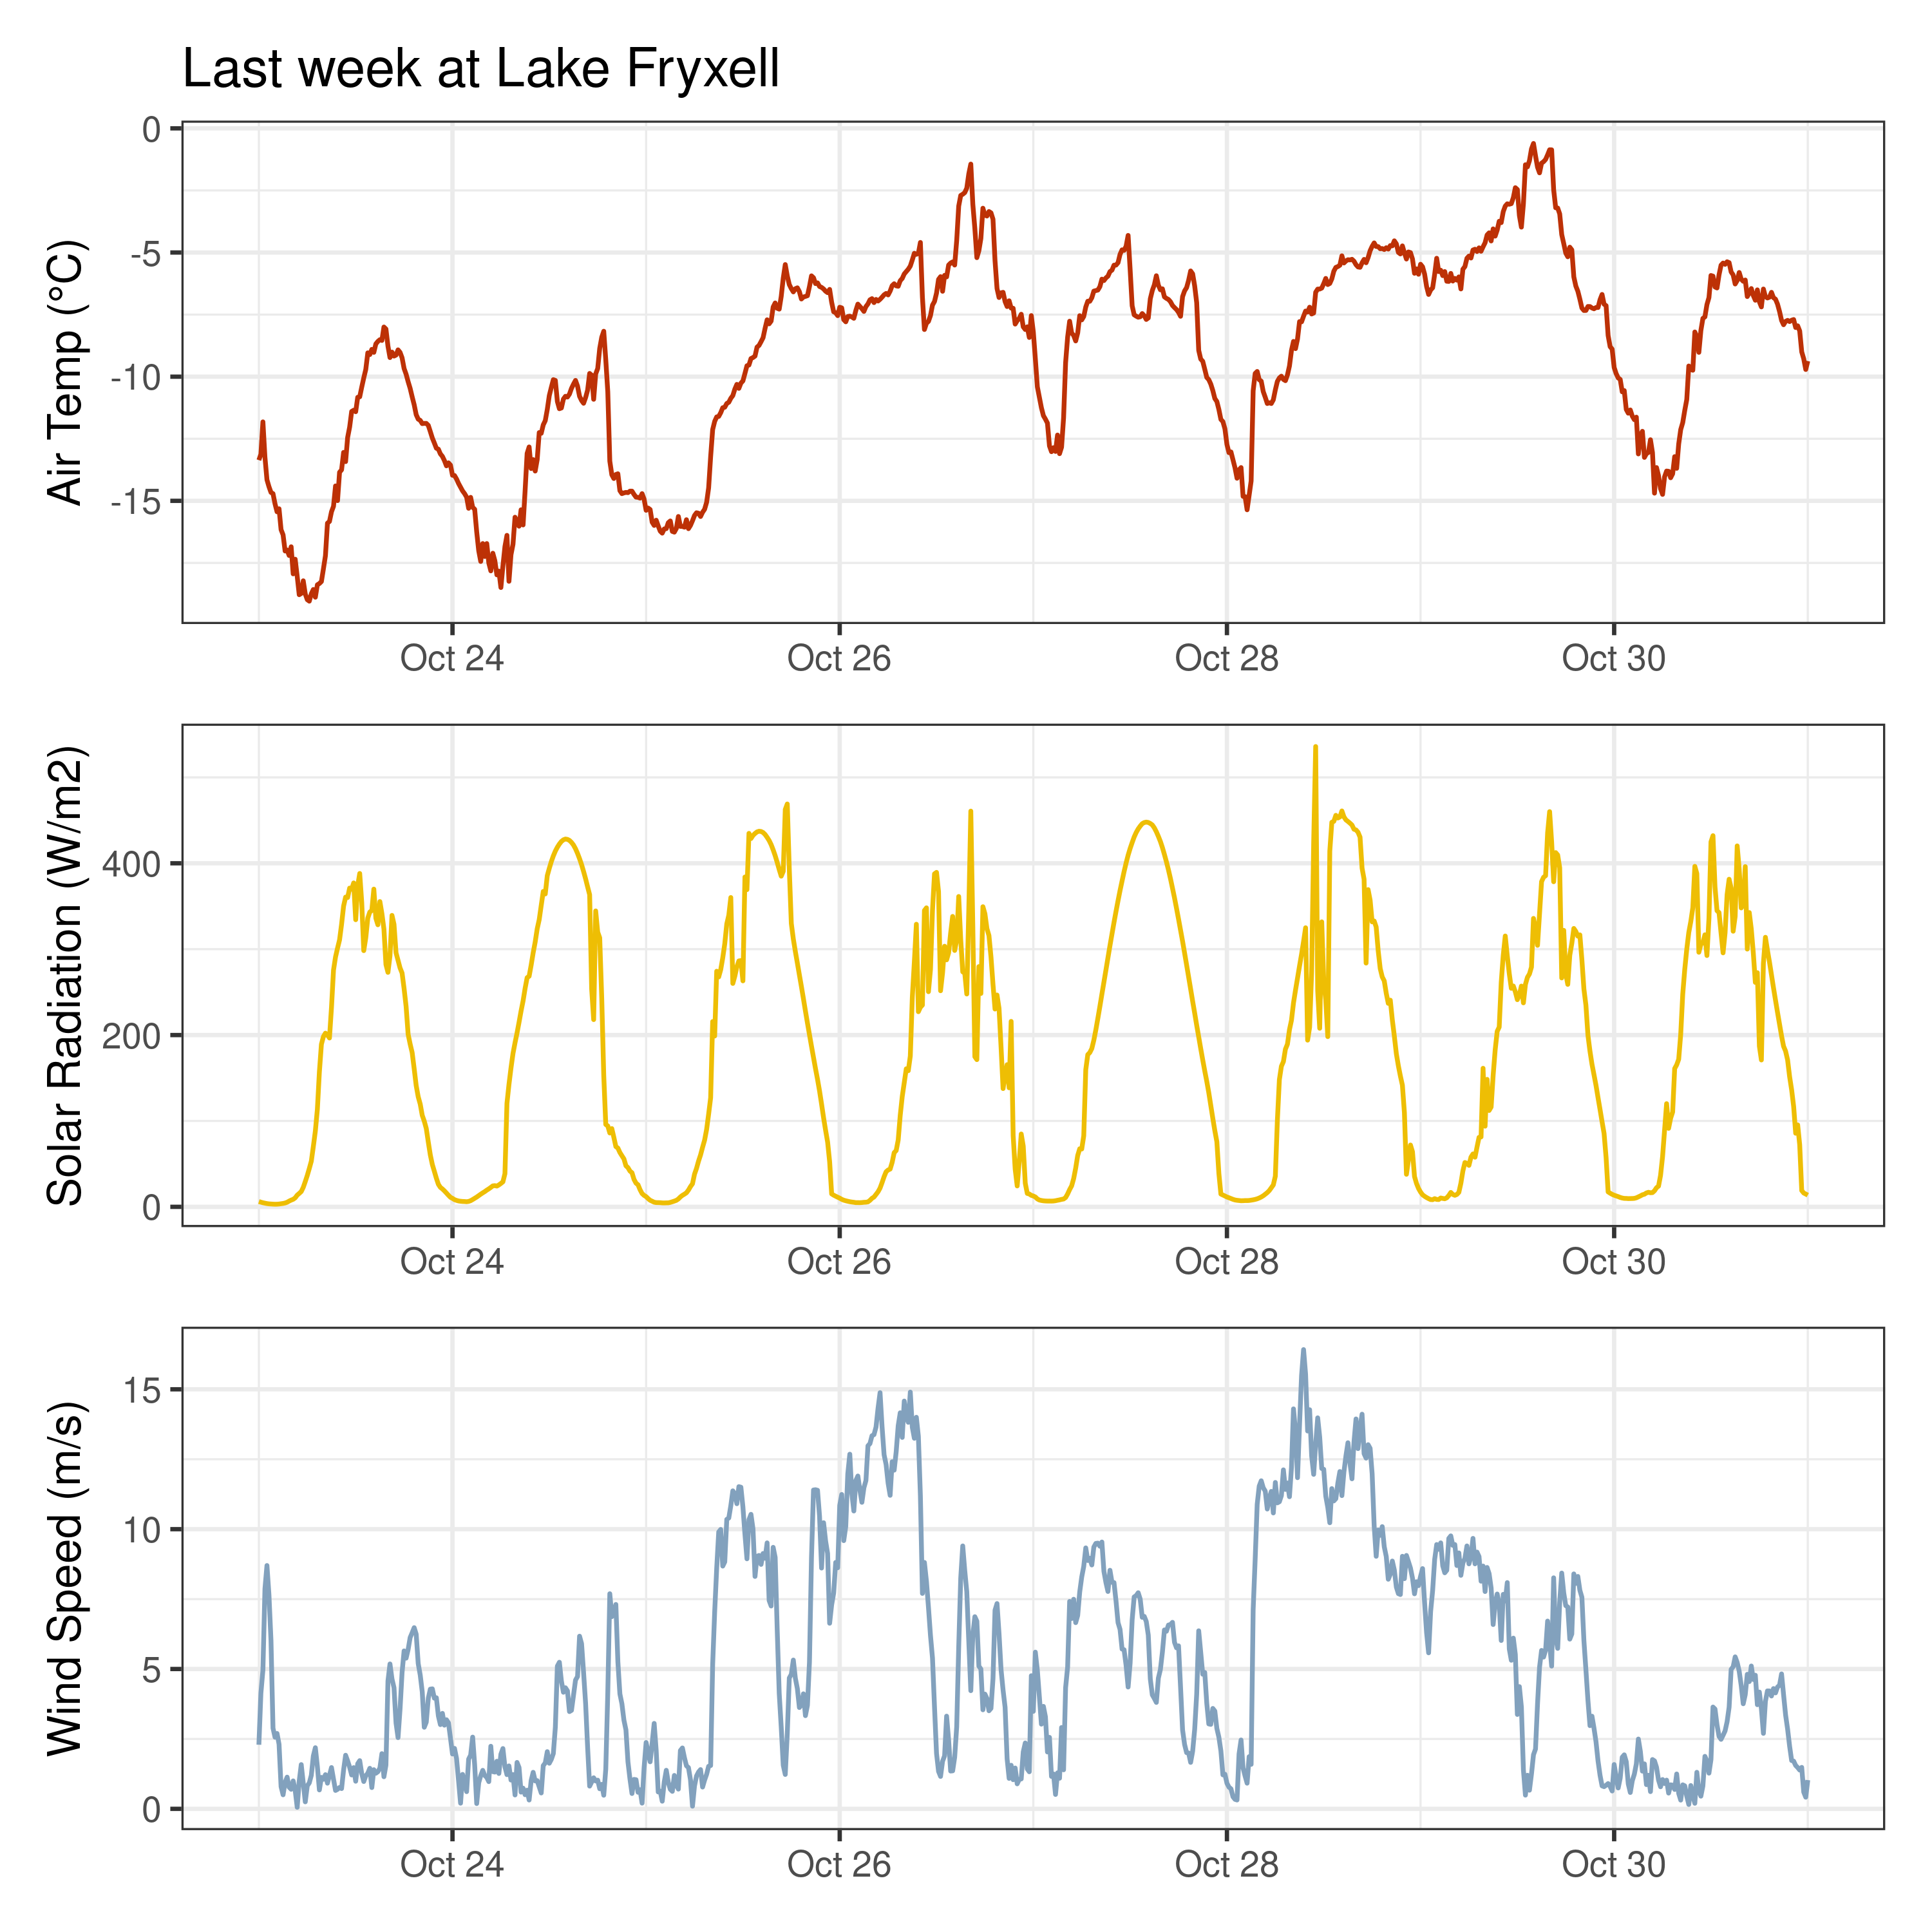 Last week at Lake Fryxell
Air Temp (°C)
0
-5
-10
-15
Oct 24 Oct 26 Oct 28 Oct 30
Solar Radiation (W/m2)
400
200
0
Oct 24 Oct 26 Oct 28 Oct 30
Wind Speed (m/s)
15
10
5
0
Oct 24 Oct 26 Oct 28 Oct 30